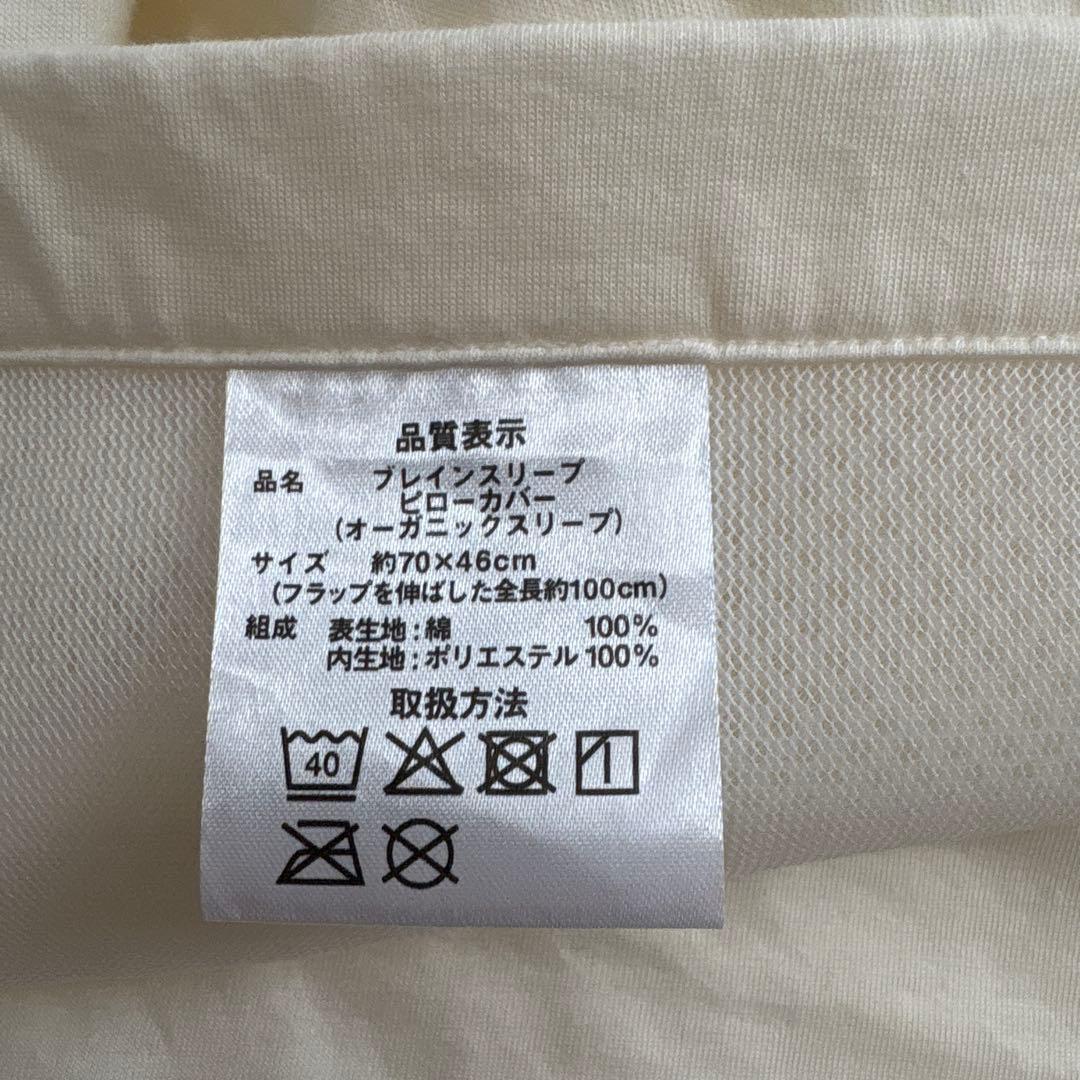 品質表示
品名 ブレインスリープ
ピローカバー
(オーガニックスリープ)
サイズ 約70×46cm
(フラップを伸ばした全長約100cm)
組成 表生地:綿 100%
内生地:ポリエステル 100%
取扱方法
40